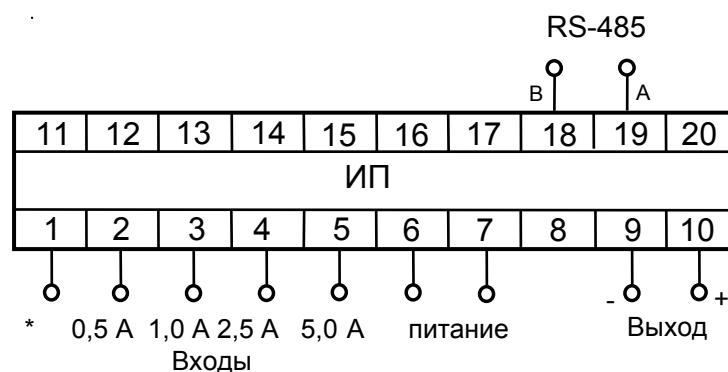 RS-485
B A
11 12 13 14 15 16 17 18 19 20
ИП
1 2 3 4 5 6 7 8 9 10
- +
* 0,5 А 1,0 А 2,5 А 5,0 А питание Выход
Входы